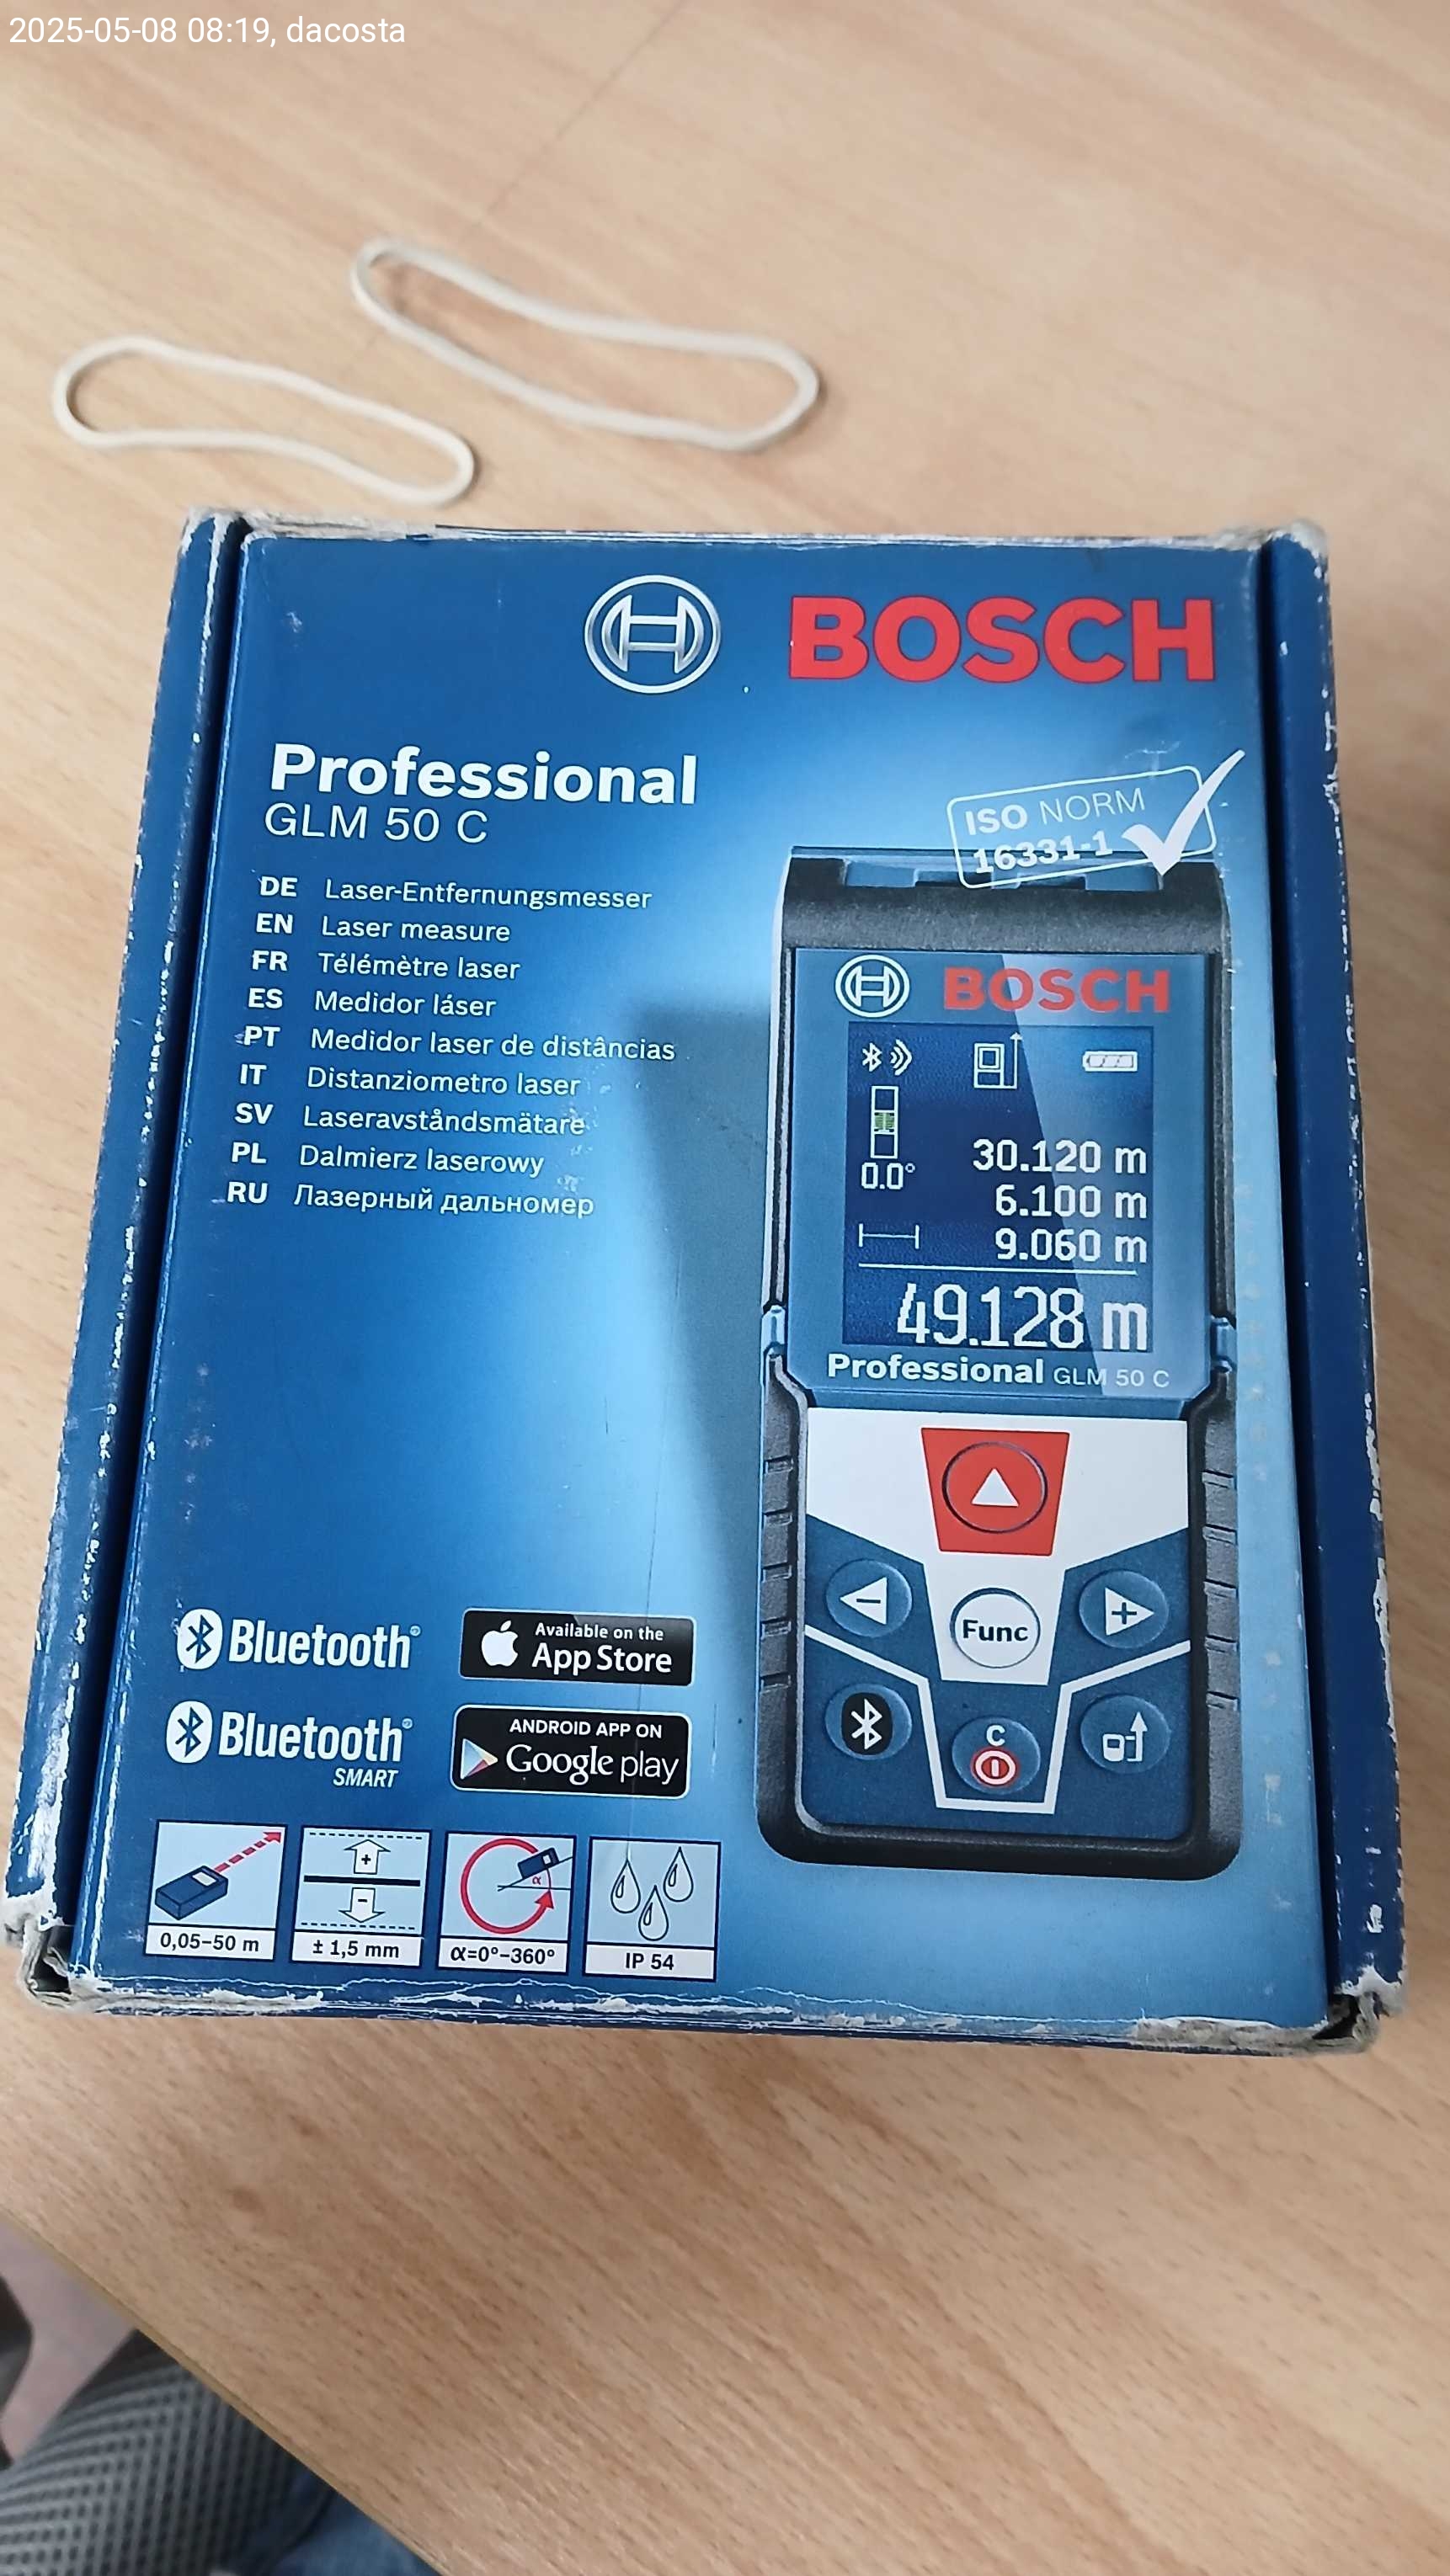 2025-05-08 08:19, dacosta
BOSCH
Professional
GLM 50 C
ISO NORM
16331-1
DE Laser-Entfernungsmesser
EN Laser measure
FR Télémètre laser
ES Medidor láser
PT Medidor laser de distâncias
IT Distanziometro laser
SV Laseravståndsmätare
PL Dalmierz laserowy
RU Лазерный дальномер
BOSCH
0.0°
30.120 m
6.100 m
9.060 m
49.128 m
Professional GLM 50 C
− Func +
C
Bluetooth®
Available on the
App Store
Bluetooth®
SMART
ANDROID APP ON
Google play
+
−
α
0,05–50 m
± 1,5 mm
α=0°–360°
IP 54